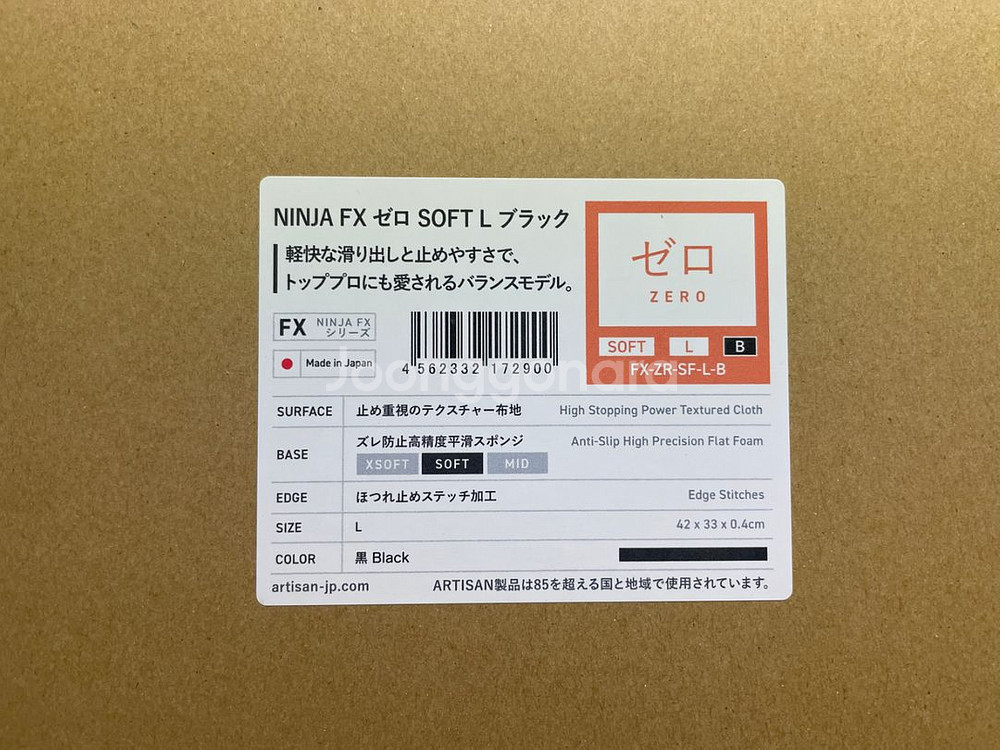 NINJA FX ゼロ SOFT L ブラック
軽快な滑り出しと止めやすさで、
トッププロにも愛されるバランスモデル。
ゼロ
ZERO
SOFT L B
FX-ZR-SF-L-B
FX NINJA FX
シリーズ
Made in Japan
4 562332 172900
Joonggonara
SURFACE 止め重視のテクスチャー布地 High Stopping Power Textured Cloth
BASE ズレ防止高精度平滑スポンジ Anti-Slip High Precision Flat Foam
XSOFT SOFT MID
EDGE ほつれ止めステッチ加工 Edge Stitches
SIZE L 42 x 33 x 0.4cm
COLOR 黒 Black
artisan-jp.com ARTISAN製品は85を超える国と地域で使用されています。